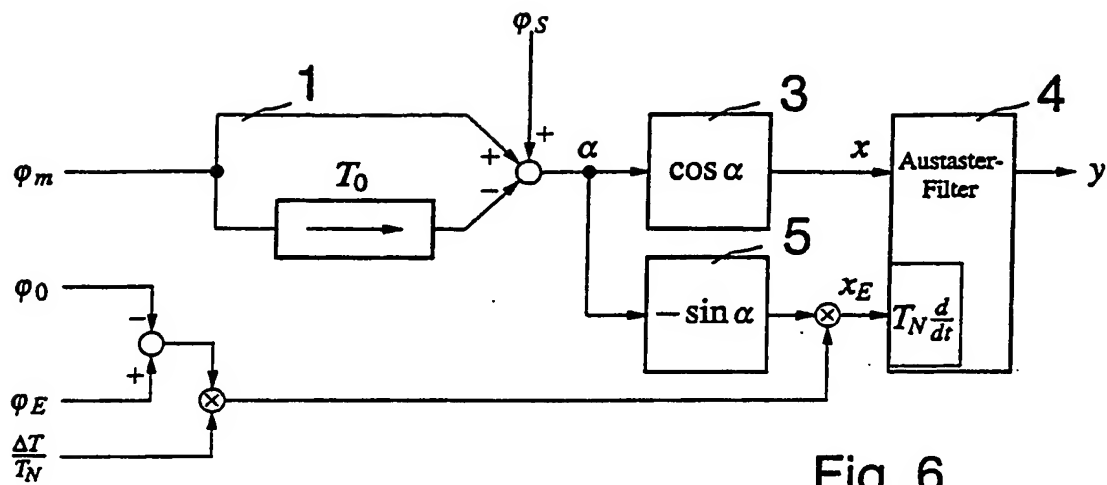 φS
1
3
4
φm
T0
+
+
−
α
cos α
x
Austaster-
Filter
y
5
− sin α
xE
TN d/dt
φ0
−
+
φE
ΔT/TN
Fig. 6